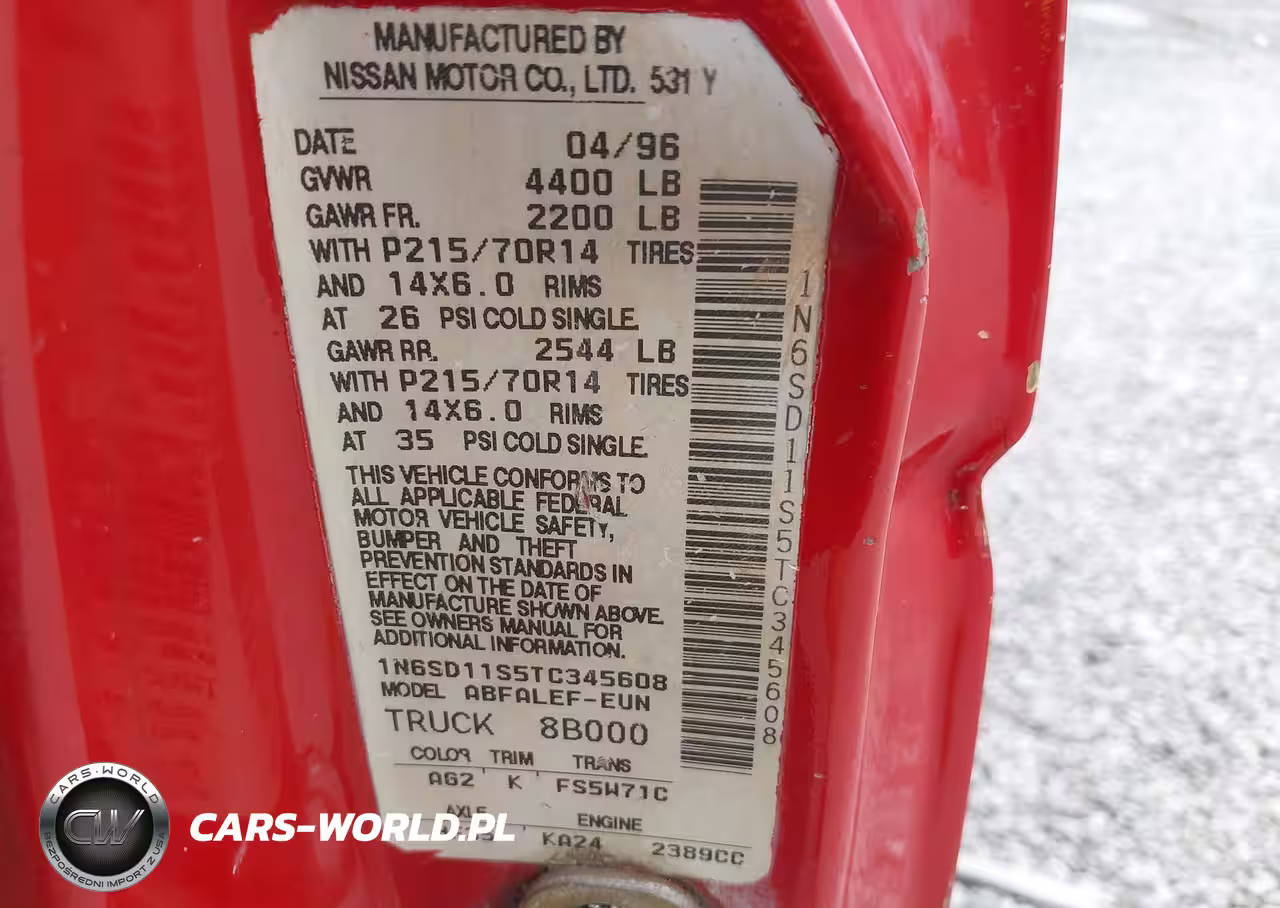 MANUFACTURED BY
NISSAN MOTOR CO., LTD. 531 Y
DATE 04/96
GVWR 4400 LB
GAWR FR. 2200 LB
WITH P215/70R14 TIRES
AND 14X6.0 RIMS
AT 26 PSI COLD SINGLE.
GAWR RR. 2544 LB
WITH P215/70R14 TIRES
AND 14X6.0 RIMS
AT 35 PSI COLD SINGLE.
THIS VEHICLE CONFORMS TO
ALL APPLICABLE FEDERAL
MOTOR VEHICLE SAFETY,
BUMPER AND THEFT
PREVENTION STANDARDS IN
EFFECT ON THE DATE OF
MANUFACTURE SHOWN ABOVE.
SEE OWNERS MANUAL FOR
ADDITIONAL INFORMATION.
1N6SD11S5TC345608
MODEL ABFALEF-EUN
TRUCK 8B000
COLOR TRIM TRANS
AG2 K FS5W71C
AXLE ENGINE
KA24 2389CC
1N6SD11S5TC345608
CARS-WORLD
CW
BEZPOŚREDNI IMPORT Z USA
CARS-WORLD.PL